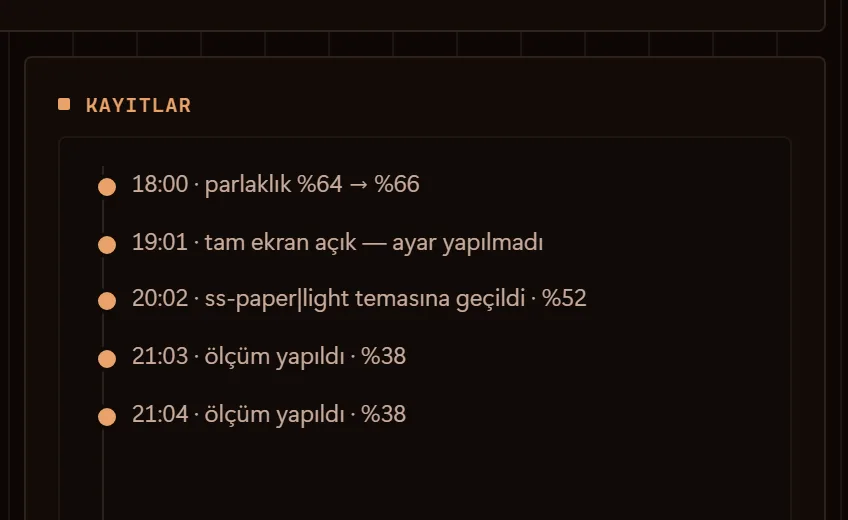 KAYITLAR
18:00 · parlaklık %64 → %66
19:01 · tam ekran açık — ayar yapılmadı
20:02 · ss-paper|light temasına geçildi · %52
21:03 · ölçüm yapıldı · %38
21:04 · ölçüm yapıldı · %38